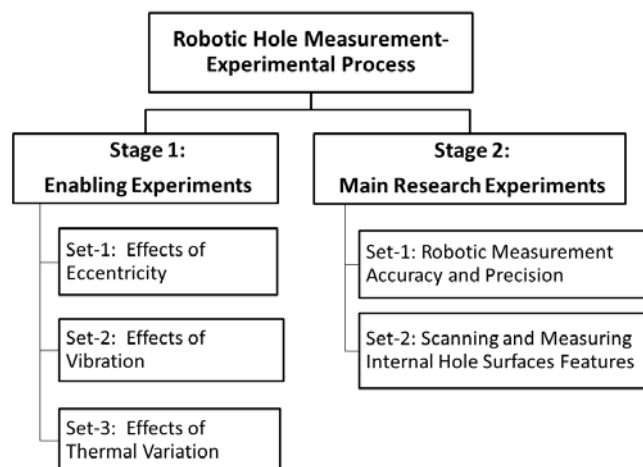 Robotic Hole Measurement-
Experimental Process
Stage 1:
Enabling Experiments
Set-1: Effects of
Eccentricity
Set-2: Effects of
Vibration
Set-3: Effects of
Thermal Variation
Stage 2:
Main Research Experiments
Set-1: Robotic Measurement
Accuracy and Precision
Set-2: Scanning and Measuring
Internal Hole Surfaces Features